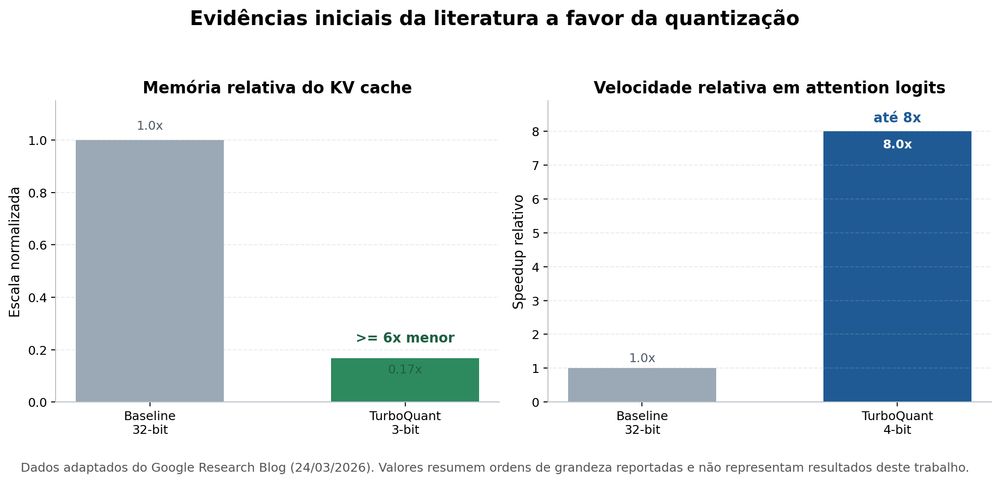 Evidências iniciais da literatura a favor da quantização
Memória relativa do KV cache
Escala normalizada
1.0
0.8
0.6
0.4
0.2
0.0
1.0x
>= 6x menor
0.17x
Baseline
32-bit
TurboQuant
3-bit
Velocidade relativa em attention logits
Speedup relativo
8
7
6
5
4
3
2
1
0
1.0x
até 8x
8.0x
Baseline
32-bit
TurboQuant
4-bit
Dados adaptados do Google Research Blog (24/03/2026). Valores resumem ordens de grandeza reportadas e não representam resultados deste trabalho.